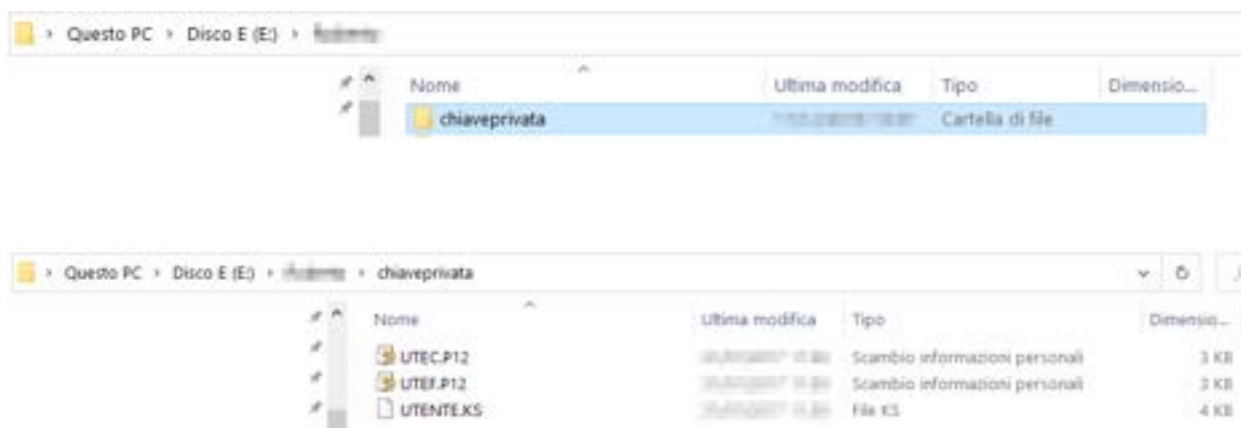 Questo PC › Disco E (E:) ›
Nome Ultima modifica Tipo Dimensio...
chiaveprivata Cartella di file
Questo PC › Disco E (E:) › › chiaveprivata
Nome Ultima modifica Tipo Dimensio...
UTEC.P12 Scambio informazioni personali 3 KB
UTEF.P12 Scambio informazioni personali 3 KB
UTENTE.KS File KS 4 KB